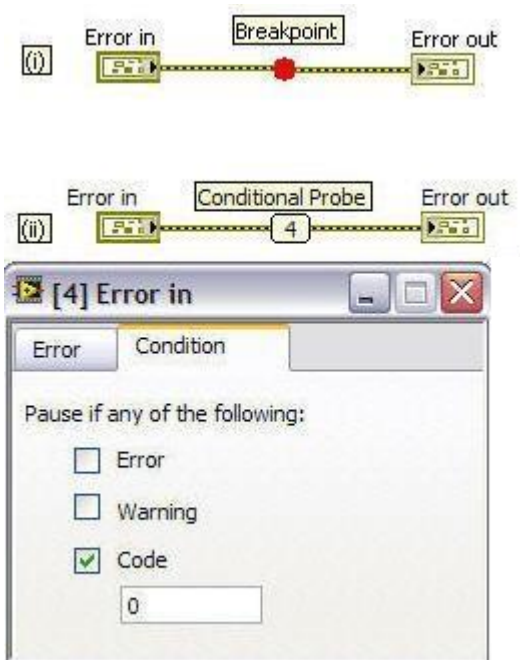 Error in Breakpoint Error out
(i)
Error in Conditional Probe Error out
(ii) 4
[4] Error in
Error Condition
Pause if any of the following:
Error
Warning
Code
0